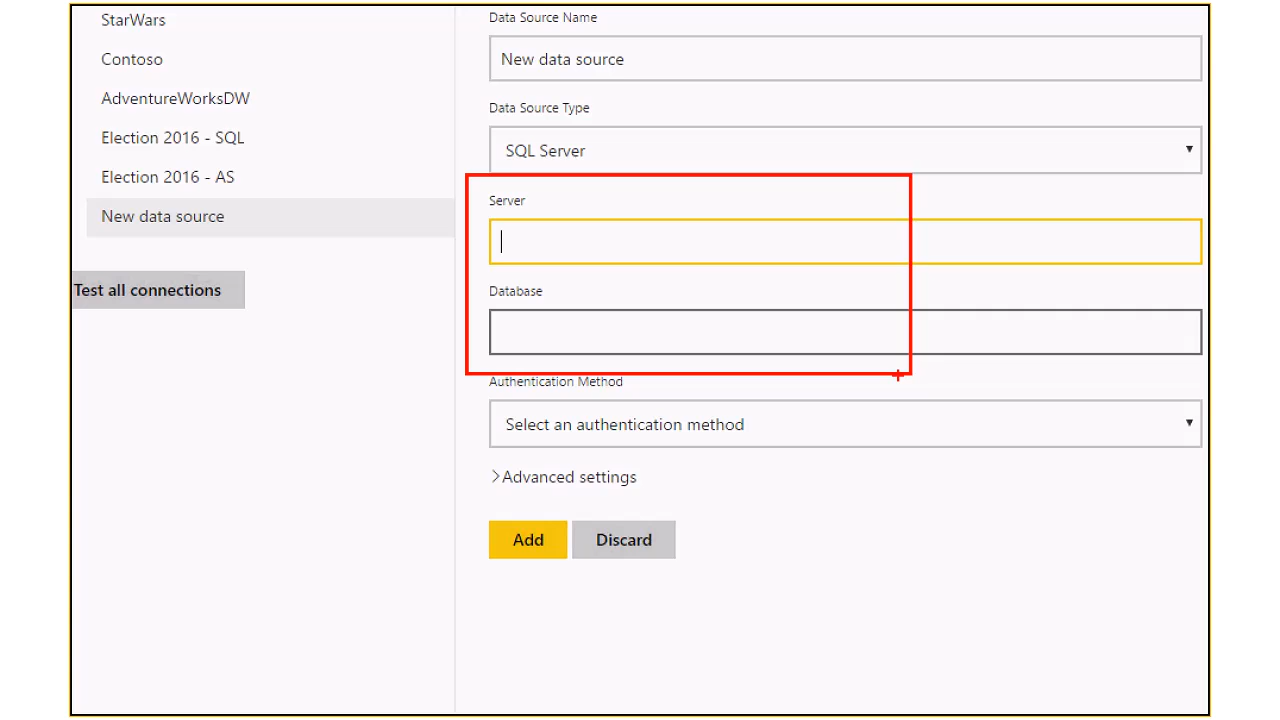 StarWars
Contoso
AdventureWorksDW
Election 2016 - SQL
Election 2016 - AS
New data source
Test all connections
Data Source Name
New data source
Data Source Type
SQL Server
Server
Database
Authentication Method
Select an authentication method
Advanced settings
Add
Discard